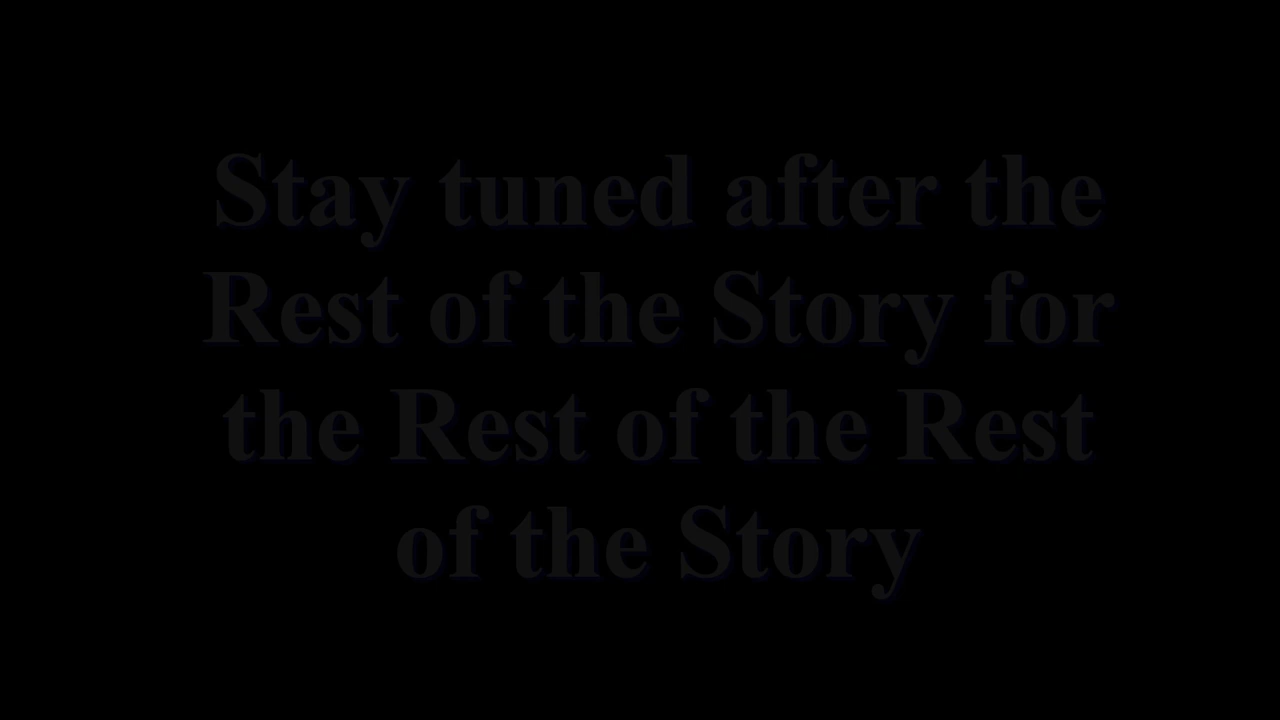 Stay tuned after the
Rest of the Story for
the Rest of the Rest
of the Story